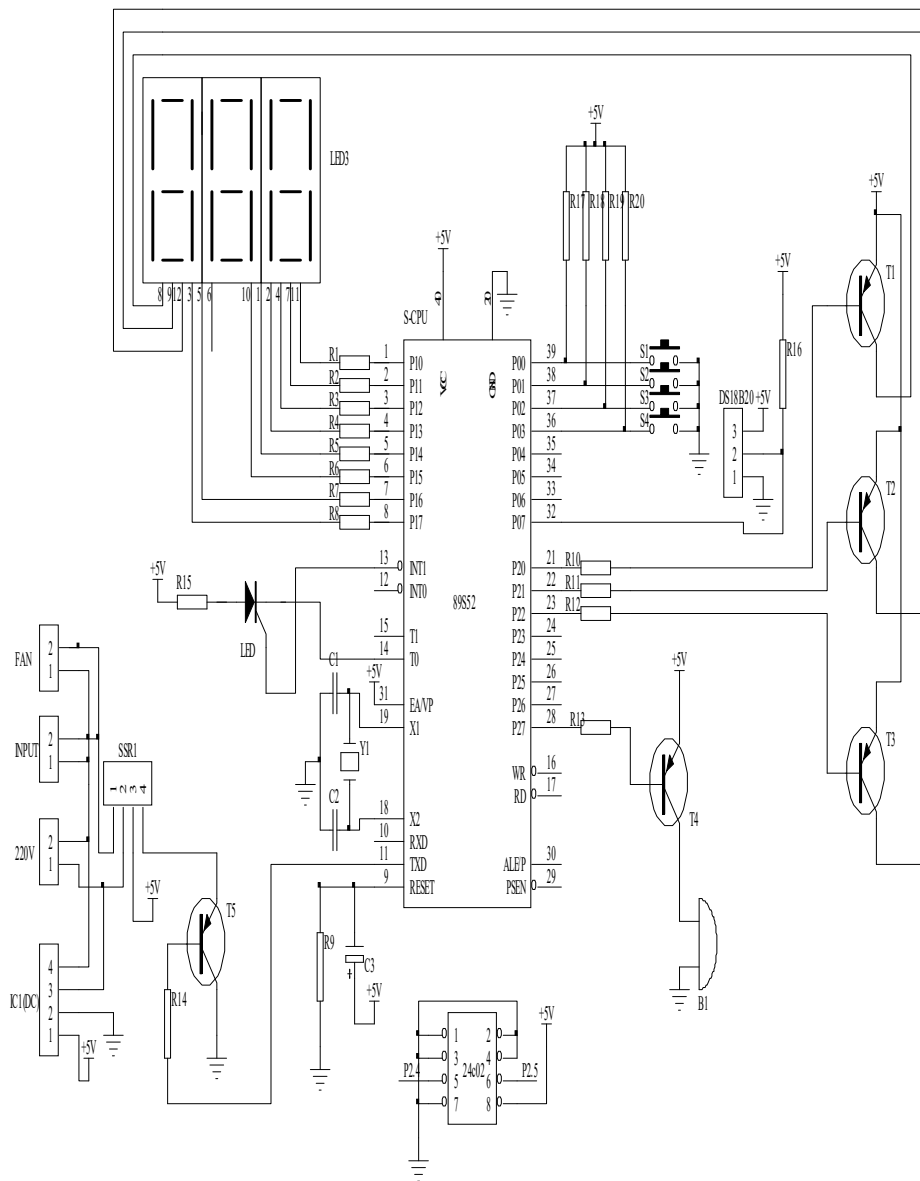 LED3
8 9 12 3 5 6 10 1 2 4 7 11
+5V
R17 R18 R19 R20
+5V
T1
+5V
R16
DS18B20 +5V
3
2
1
+5V
40
VCC
20
GND
S-CPU
89S52
R1 1 P10
R2 2 P11
R3 3 P12
R4 4 P13
R5 5 P14
R6 6 P15
R7 7 P16
R8 8 P17
13 INT1
12 INT0
15 T1
14 T0
31 EA/VP
19 X1
18 X2
10 RXD
11 TXD
9 RESET
P00 39 S1
P01 38 S2
P02 37 S3
P03 36 S4
P04 35
P05 34
P06 33
P07 32
P20 21 R10
P21 22 R11
P22 23 R12
P23 24
P24 25
P25 26
P26 27
P27 28 R13
WR 16
RD 17
ALE/P 30
PSEN 29
T2
T3
+5V
T4
B1
+5V R15
LED
+5V
C1
Y1
C2
FAN 2
1
INPUT 2
1
SSR1
1 2 3 4
220V 2
1
+5V
T5
R14
IC1(DC) 4
3
2
1
+5V
R9
C3
+
+5V
1 2
3 4
P2.4 5 24c02 6 P2.5
7 8
+5V